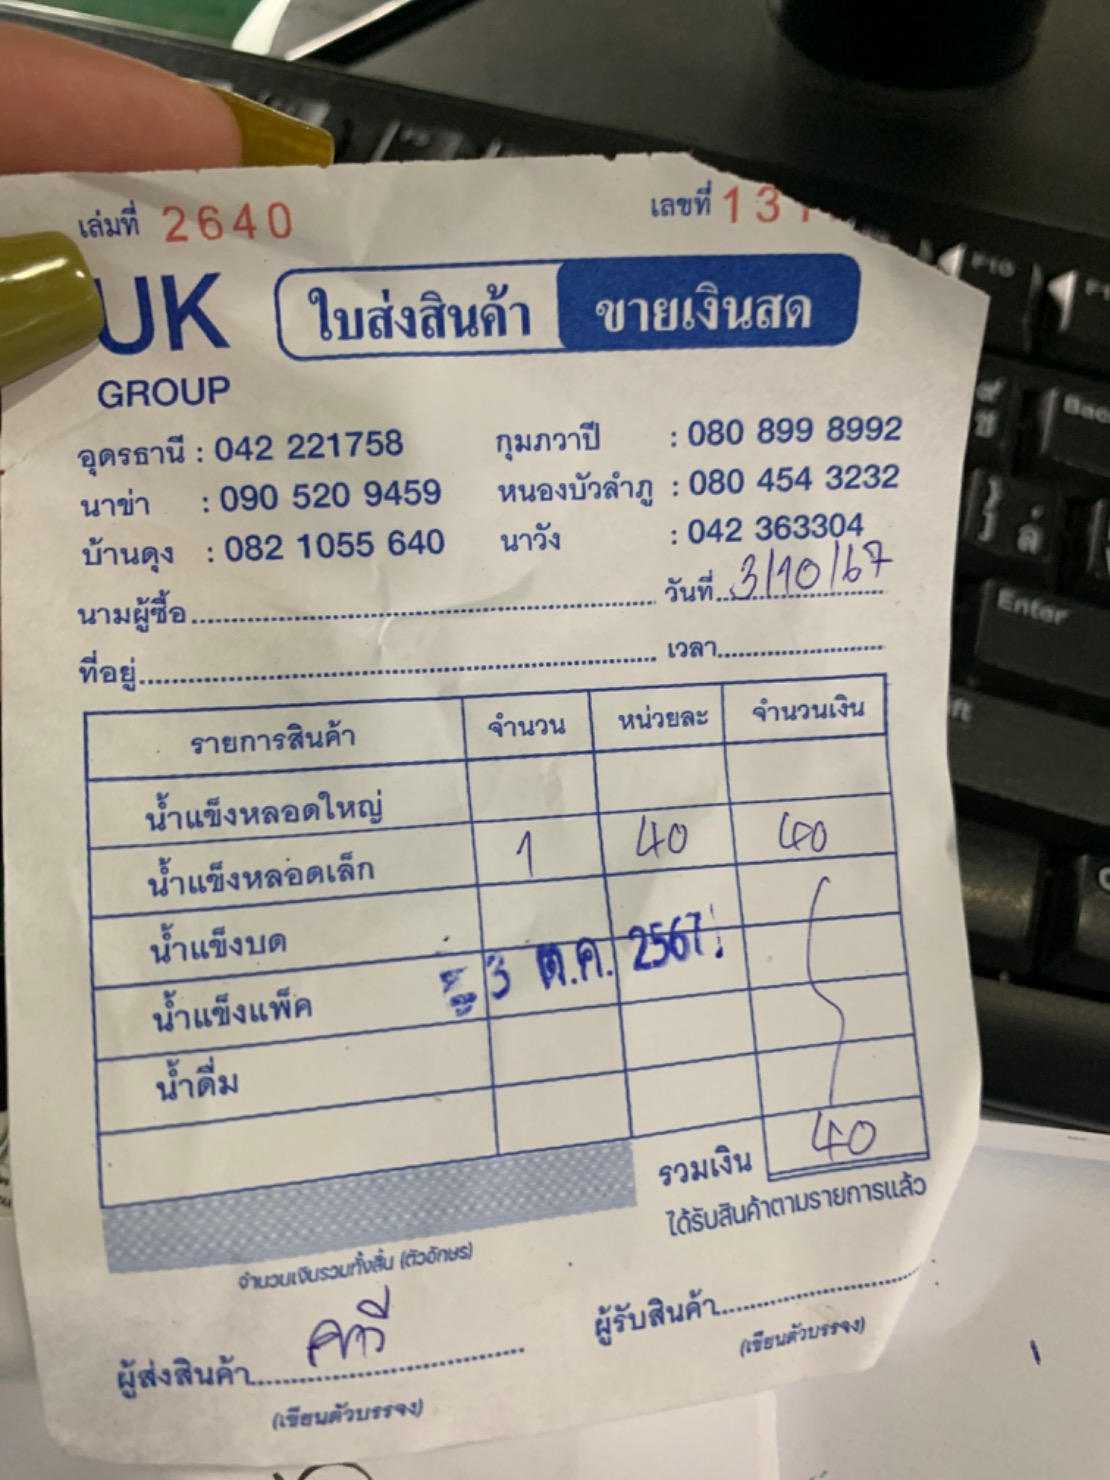 เล่มที่ 2640 เลขที่
UK ใบส่งสินค้า ขายเงินสด
GROUP
อุดรธานี : 042 221758 กุมภวาปี : 080 899 8992
นาข่า : 090 520 9459 หนองบัวลำภู : 080 454 3232
บ้านดุง : 082 1055 640 นาวัง : 042 363304
นามผู้ซื้อ วันที่ 3/10/67
ที่อยู่ เวลา
รายการสินค้า จำนวน หน่วยละ จำนวนเงิน
น้ำแข็งหลอดใหญ่
น้ำแข็งหลอดเล็ก 1 40 40
น้ำแข็งบด
3 ต.ค. 2567
น้ำแข็งแพ็ค
น้ำดื่ม
รวมเงิน 40
ได้รับสินค้าตามรายการแล้ว
จำนวนเงินรวมทั้งสิ้น (ตัวอักษร)
ผู้ส่งสินค้า ผู้รับสินค้า
(เขียนตัวบรรจง) (เขียนตัวบรรจง)
F10
Bac
Enter